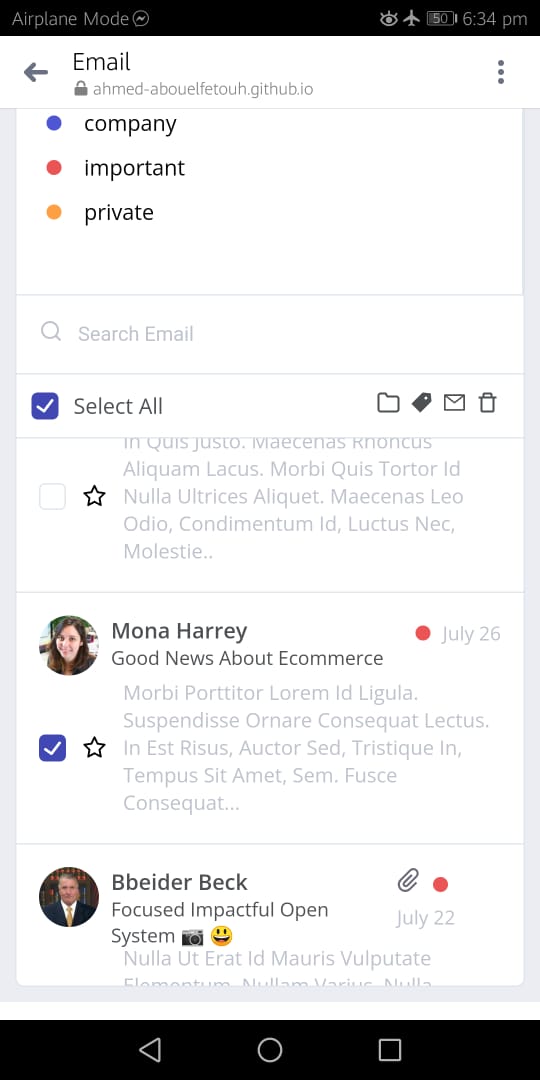 Airplane Mode 50 6:34 pm
Email
ahmed-abouelfetouh.github.io
company
important
private
Search Email
Select All
In Quis Justo. Maecenas Rhoncus
Aliquam Lacus. Morbi Quis Tortor Id
Nulla Ultrices Aliquet. Maecenas Leo
Odio, Condimentum Id, Luctus Nec,
Molestie..
Mona Harrey July 26
Good News About Ecommerce
Morbi Porttitor Lorem Id Ligula.
Suspendisse Ornare Consequat Lectus.
In Est Risus, Auctor Sed, Tristique In,
Tempus Sit Amet, Sem. Fusce
Consequat...
Bbeider Beck
Focused Impactful Open
System 📷 😃
July 22
Nulla Ut Erat Id Mauris Vulputate
Elementum. Nullam Varius. Nulla